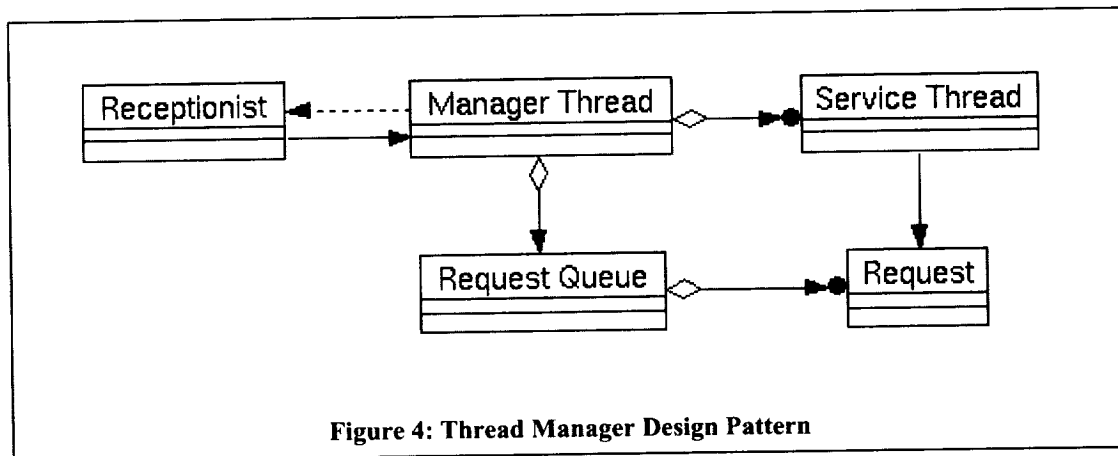 Receptionist
Manager Thread
Service Thread
Request Queue
Request
Figure 4: Thread Manager Design Pattern